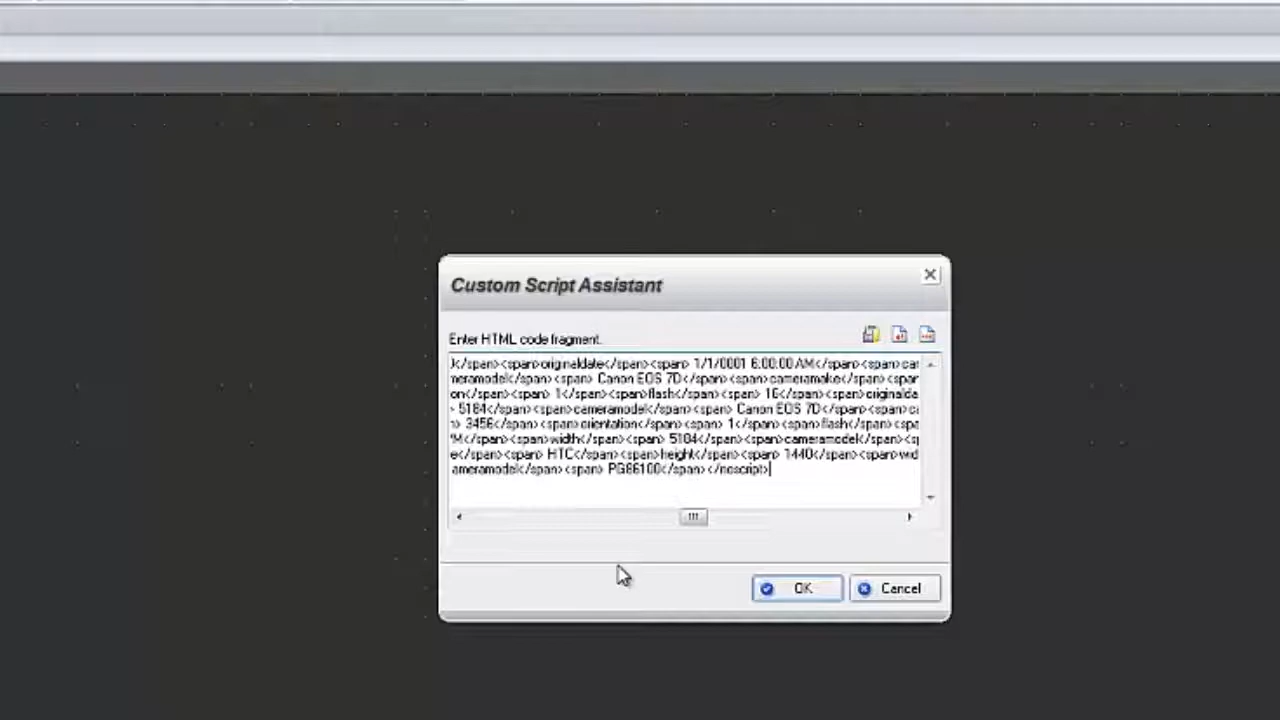 Custom Script Assistant
Enter HTML code fragment.
)</span><span>originaldate</span><span> 1/1/0001 6:00:00 AM</span><span>car
neramodel</span><span> Canon EOS 7D</span><span>cameramake</span><span
on</span><span> 1</span><span>flash</span><span> 16</span><span>originalda
> 5184</span><span>cameramodel</span><span> Canon EOS 7D</span><span>ca
1> 3456</span><span>orientation</span><span> 1</span><span>flash</span><spa
'M</span><span>width</span><span> 5184</span><span>cameramodel</span><sp
e</span><span> HTC</span><span>height</span><span> 1440</span><span>wid
ameramodel</span><span> PG86100</span></noscript>
OK Cancel